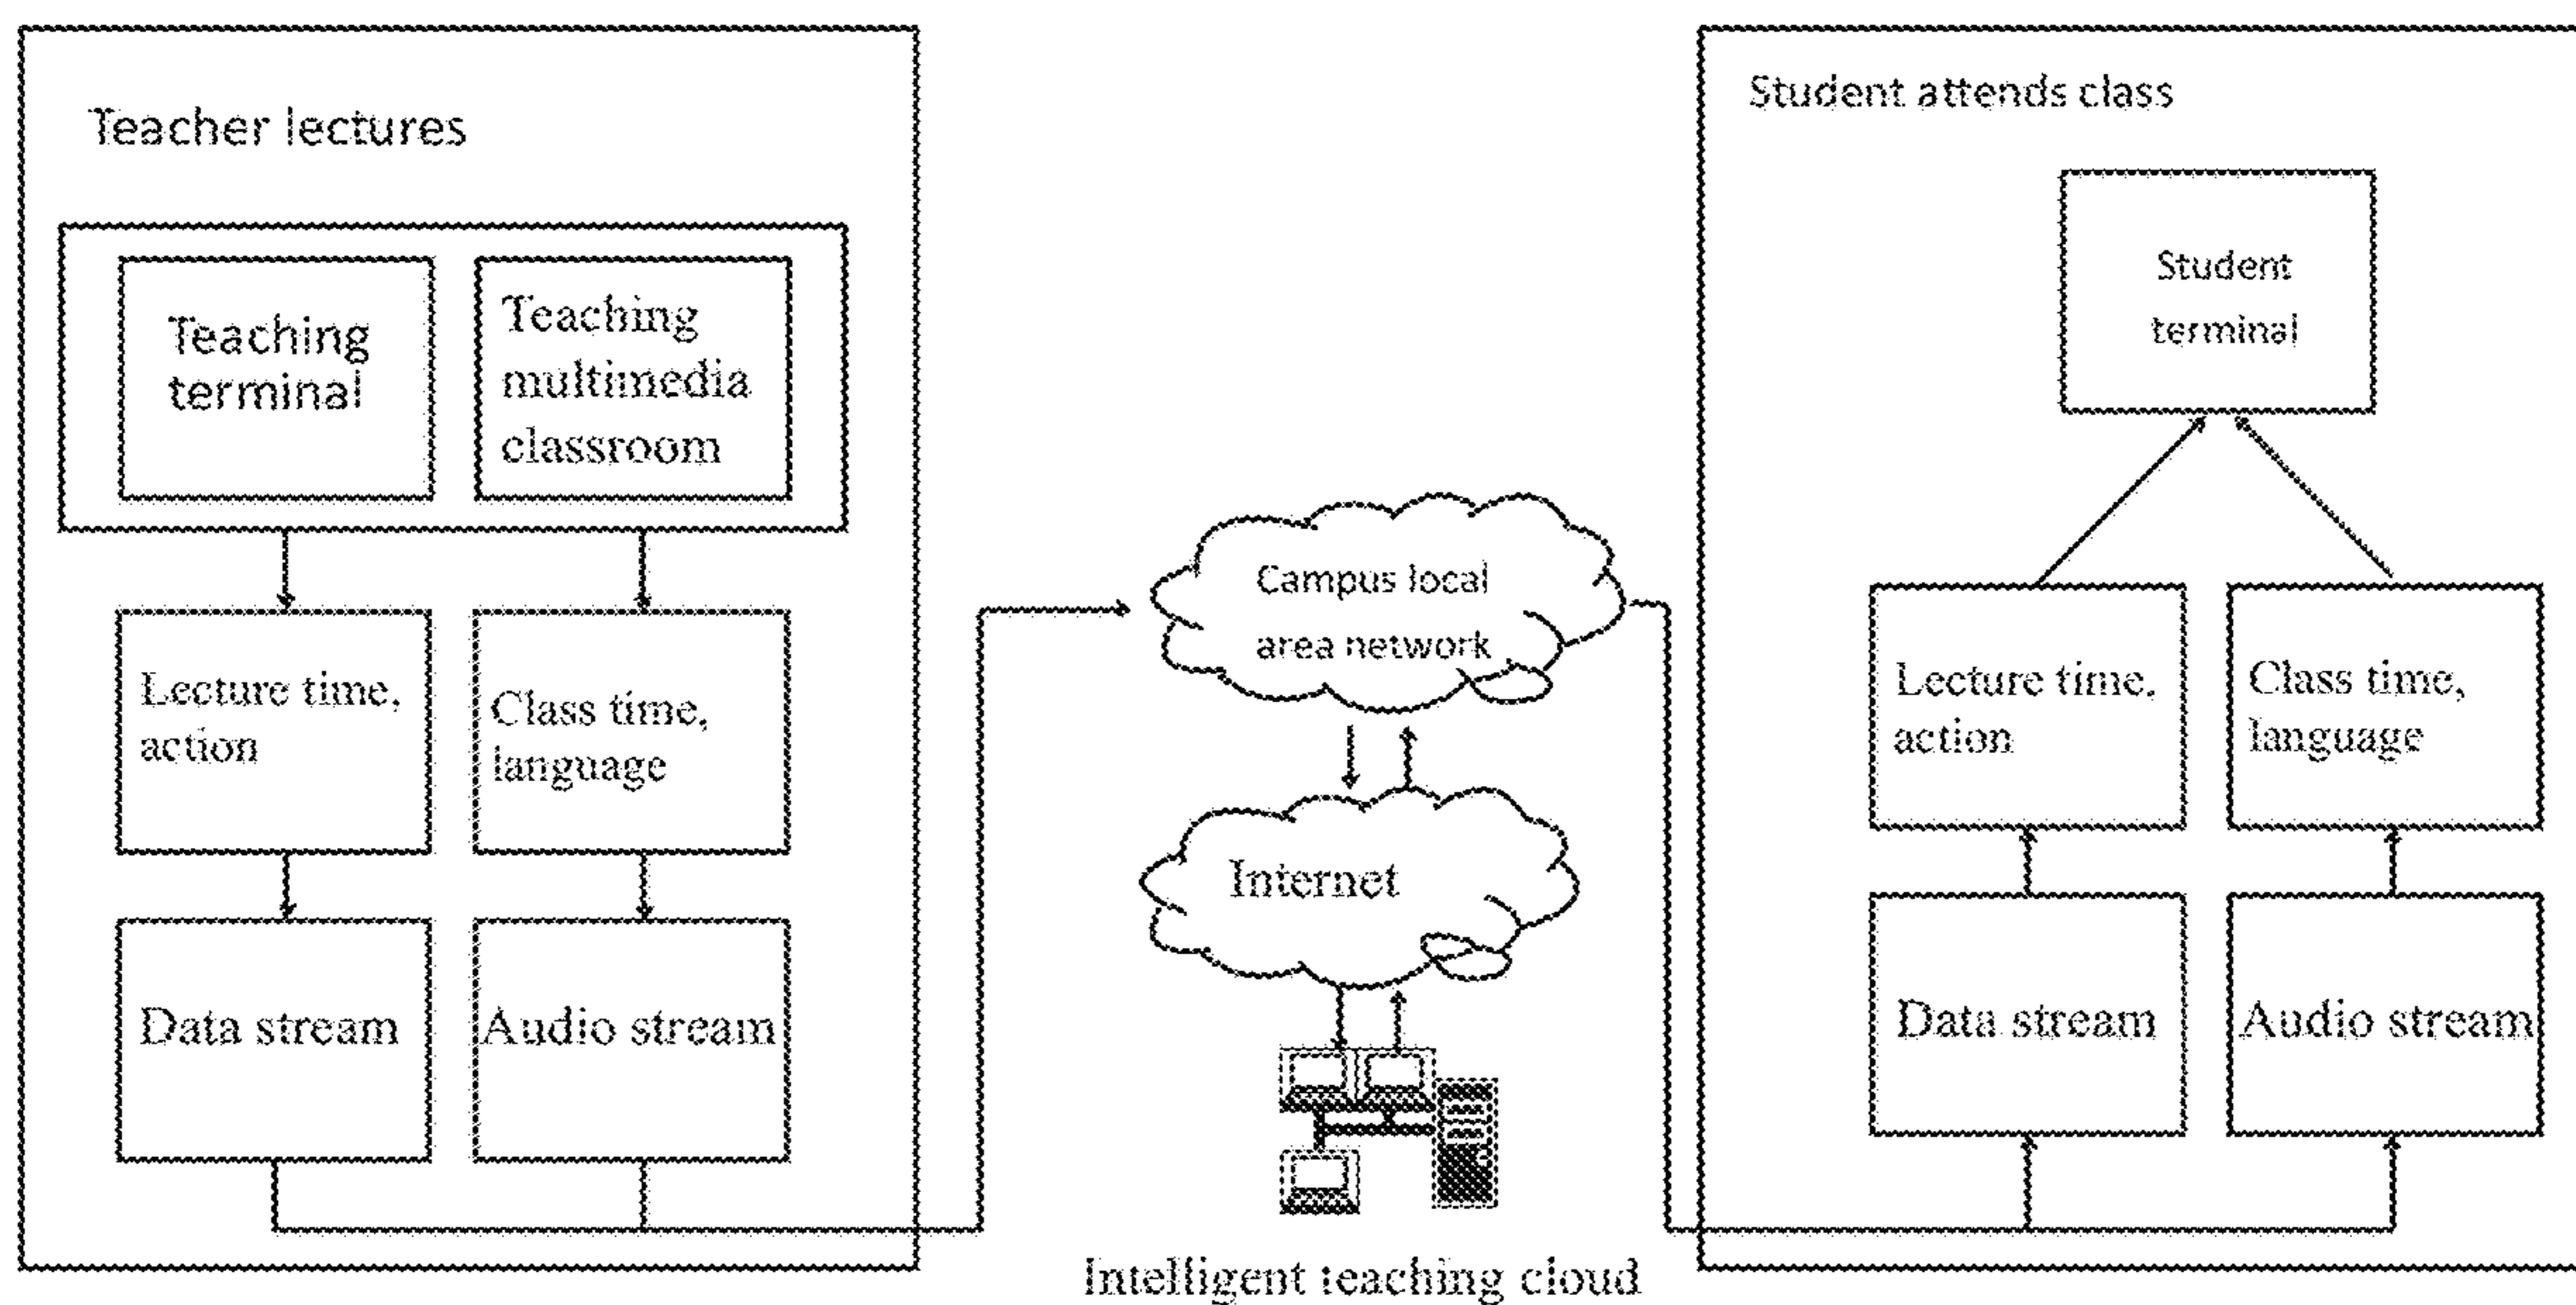 Teacher lectures
Teaching
terminal
Teaching
multimedia
classroom
Lecture time,
action
Class time,
language
Data stream
Audio stream
Campus local
area network
Internet
Intelligent teaching cloud
Student attends class
Student
terminal
Lecture time,
action
Class time,
language
Data stream
Audio stream